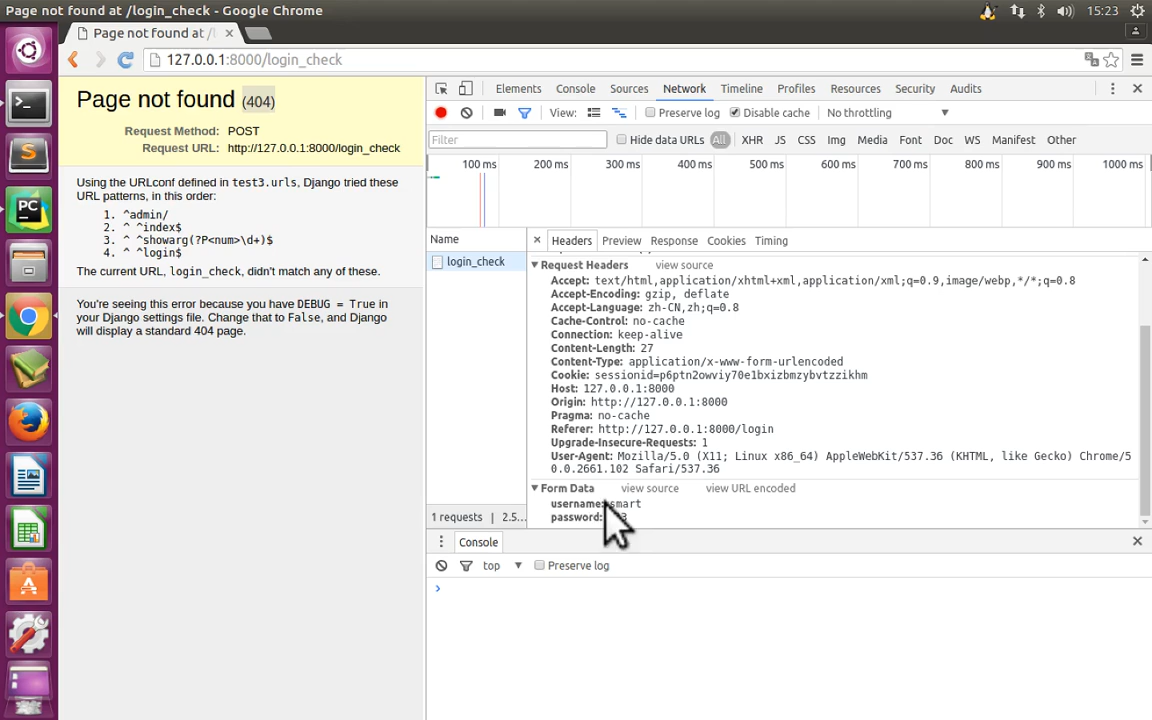 Page not found at /login_check - Google Chrome
15:23
Page not found at /l
127.0.0.1:8000/login_check
Page not found (404)
Request Method: POST
Request URL: http://127.0.0.1:8000/login_check
Using the URLconf defined in test3.urls, Django tried these
URL patterns, in this order:
1. ^admin/
2. ^ ^index$
3. ^ ^showarg(?P<num>\d+)$
4. ^ ^login$
The current URL, login_check, didn't match any of these.
You're seeing this error because you have DEBUG = True in
your Django settings file. Change that to False, and Django
will display a standard 404 page.
Elements Console Sources Network Timeline Profiles Resources Security Audits
View: Preserve log Disable cache No throttling
Filter Hide data URLs All XHR JS CSS Img Media Font Doc WS Manifest Other
100 ms 200 ms 300 ms 400 ms 500 ms 600 ms 700 ms 800 ms 900 ms 1000 ms
Name
login_check
1 requests | 2.5...
Headers Preview Response Cookies Timing
Request Headers view source
Accept: text/html,application/xhtml+xml,application/xml;q=0.9,image/webp,*/*;q=0.8
Accept-Encoding: gzip, deflate
Accept-Language: zh-CN,zh;q=0.8
Cache-Control: no-cache
Connection: keep-alive
Content-Length: 27
Content-Type: application/x-www-form-urlencoded
Cookie: sessionid=p6ptn2owviy70e1bxizbmzybvtzzikhm
Host: 127.0.0.1:8000
Origin: http://127.0.0.1:8000
Pragma: no-cache
Referer: http://127.0.0.1:8000/login
Upgrade-Insecure-Requests: 1
User-Agent: Mozilla/5.0 (X11; Linux x86_64) AppleWebKit/537.36 (KHTML, like Gecko) Chrome/5
0.0.2661.102 Safari/537.36
Form Data view source view URL encoded
username: smart
password:
Console
top Preserve log